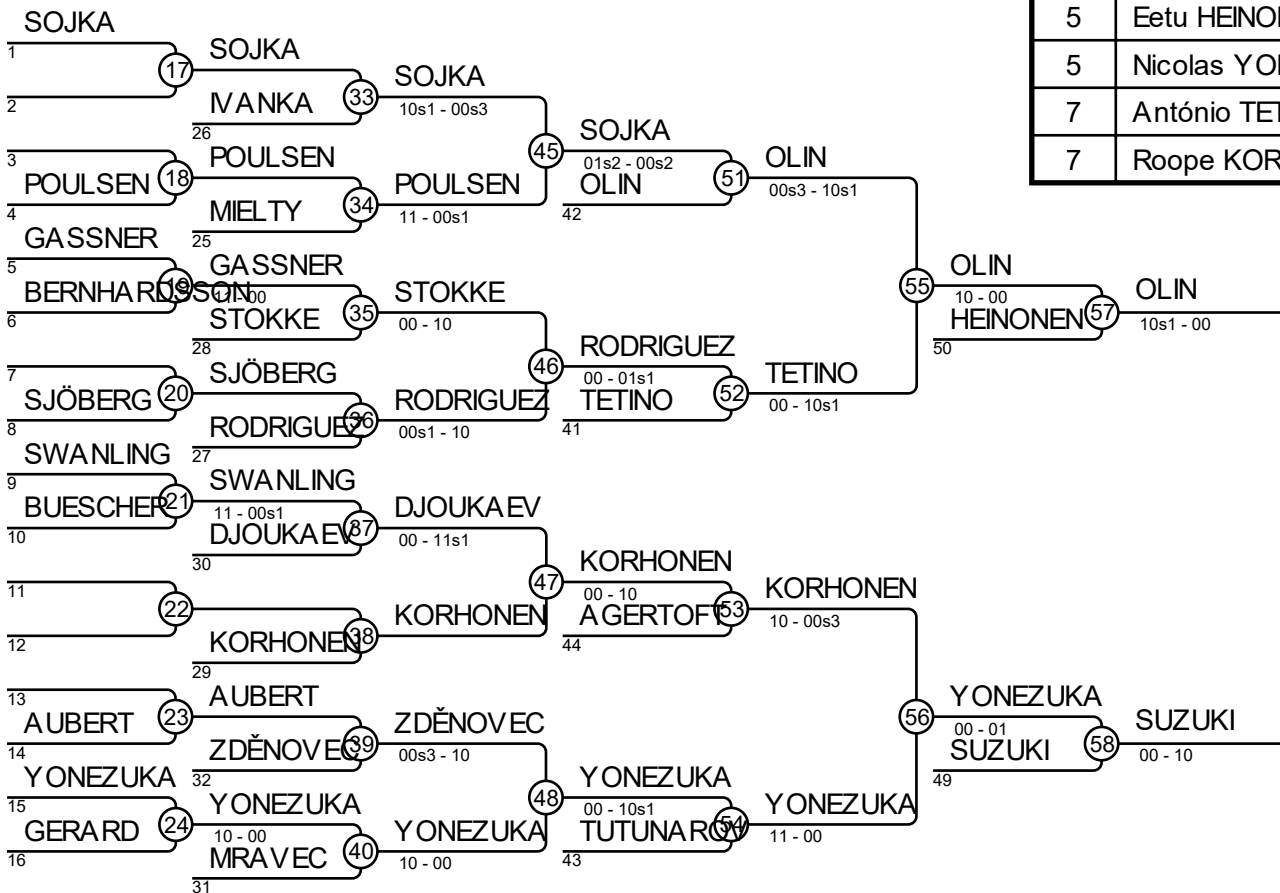 SOJKA
1
2
17
3
POULSEN
4
18
GASSNER
5
BERNHARDSSON
6
19
7
SJÖBERG
8
20
SWANLING
9
BUESCHER
10
21
11
12
22
13
AUBERT
14
23
YONEZUKA
15
GERARD
16
24
SOJKA
IVANKA
26
33
POULSEN
MIELTY
25
34
GASSNER
11 - 00
STOKKE
28
35
SJÖBERG
RODRIGUEZ
27
36
SWANLING
11 - 00s1
DJOUKAEV
30
37
KORHONEN
29
38
AUBERT
ZDĚNOVEC
32
39
YONEZUKA
10 - 00
MRAVEC
31
40
SOJKA
10s1 - 00s3
45
POULSEN
11 - 00s1
STOKKE
00 - 10
46
RODRIGUEZ
00s1 - 10
DJOUKAEV
00 - 11s1
47
KORHONEN
ZDĚNOVEC
00s3 - 10
48
YONEZUKA
10 - 00
SOJKA
01s2 - 00s2
OLIN
42
51
RODRIGUEZ
00 - 01s1
TETINO
41
52
KORHONEN
00 - 10
AGERTOFT
44
53
YONEZUKA
00 - 10s1
TUTUNAROV
43
54
OLIN
00s3 - 10s1
55
TETINO
00 - 10s1
KORHONEN
10 - 00s3
56
YONEZUKA
11 - 00
OLIN
10 - 00
HEINONEN
50
57
YONEZUKA
00 - 01
SUZUKI
49
58
OLIN
10s1 - 00
SUZUKI
00 - 10
5 Eetu
5 Nicolas
7 António
7 Roope